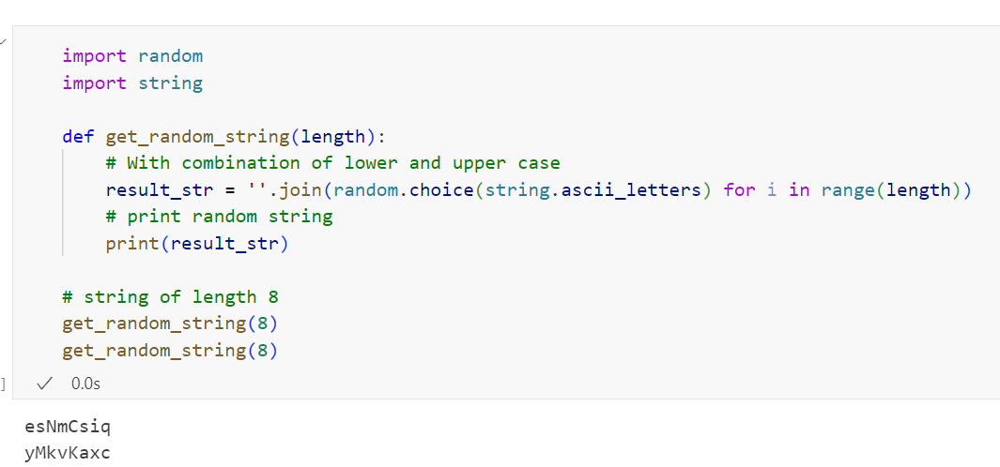 import random
import string
def get_random_string(length):
# With combination of lower and upper case
result_str = ''.join(random.choice(string.ascii_letters) for i in range(length))
# print random string
print(result_str)
# string of length 8
get_random_string(8)
get_random_string(8)
] ✓ 0.0s
esNmCsiq
yMkvKaxc